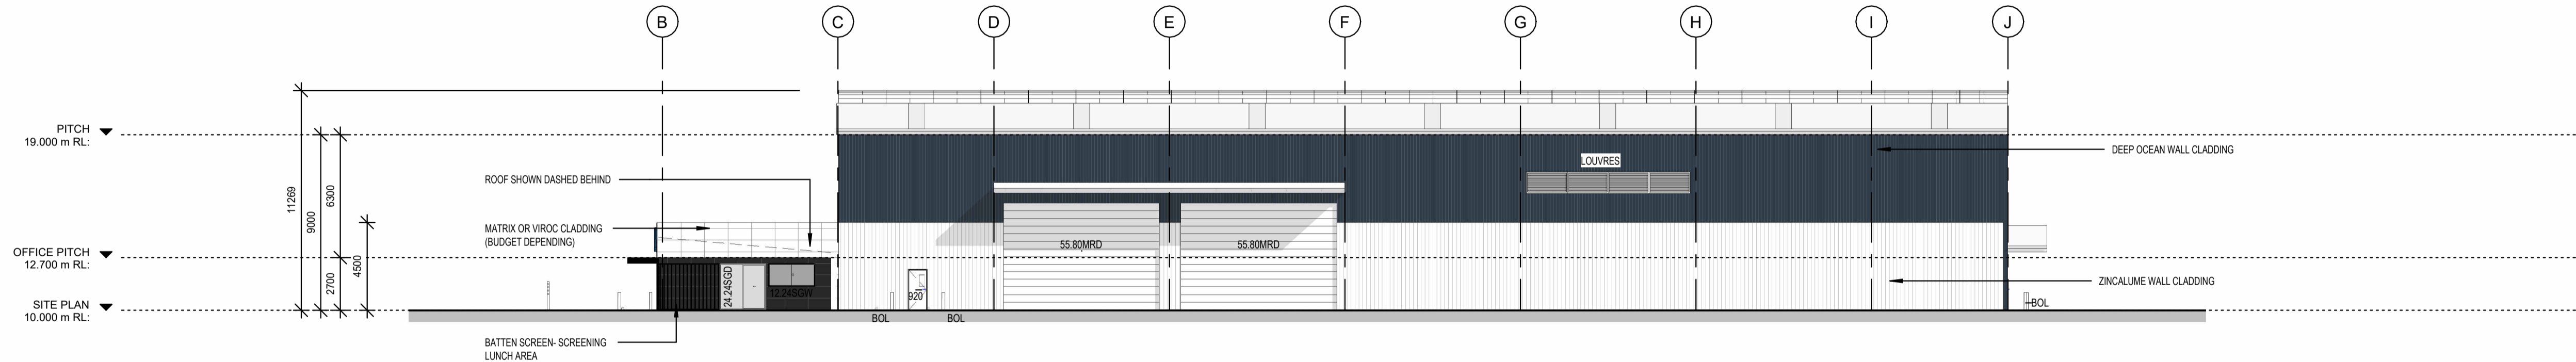 B
C
D
E
F
G
H
I
J
PITCH
19.000 m RL:
OFFICE PITCH
12.700 m RL:
SITE PLAN
10.000 m RL:
11269
9000
6300
2700
4500
ROOF SHOWN DASHED BEHIND
MATRIX OR VIROC CLADDING
(BUDGET DEPENDING)
BATTEN SCREEN- SCREENING
LUNCH AREA
24.24SGD
12.24SGW
920
BOL
BOL
55.80MRD
55.80MRD
LOUVRES
DEEP OCEAN WALL CLADDING
ZINCALUME WALL CLADDING
BOL